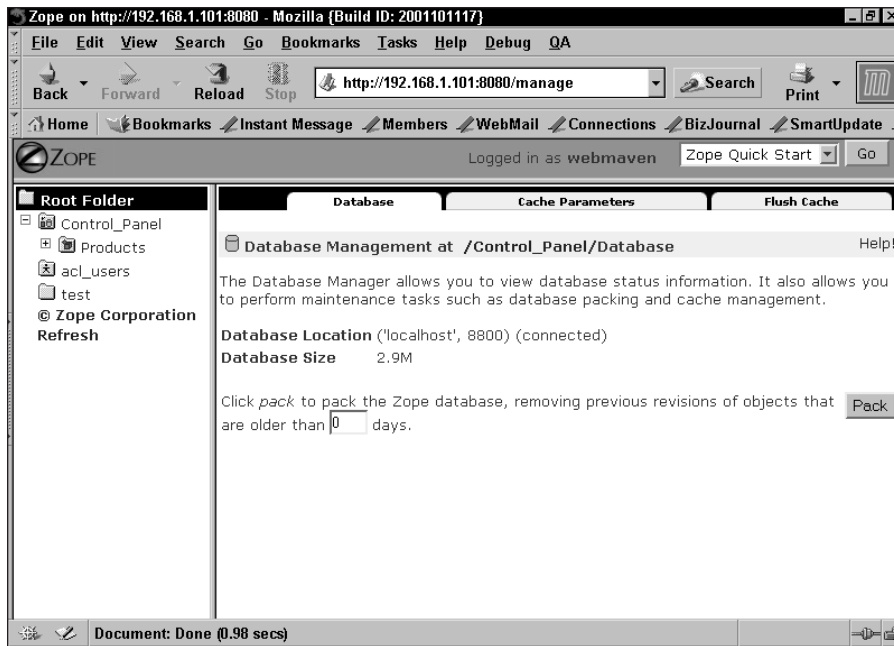 Zope on http://192.168.1.101:8080 - Mozilla {Build ID: 2001101117}
File Edit View Search Go Bookmarks Tasks Help Debug QA
Back Forward Reload Stop http://192.168.1.101:8080/manage Search Print
Home Bookmarks Instant Message Members WebMail Connections BizJournal SmartUpdate
ZOPE Logged in as webmaven Zope Quick Start Go
Root Folder
Control_Panel
Products
acl_users
test
© Zope Corporation
Refresh
Database Cache Parameters Flush Cache
Database Management at /Control_Panel/Database Help!
The Database Manager allows you to view database status information. It also allows you
to perform maintenance tasks such as database packing and cache management.
Database Location ('localhost', 8800) (connected)
Database Size 2.9M
Click pack to pack the Zope database, removing previous revisions of objects that
are older than 0 days.
Pack
Document: Done (0.98 secs)